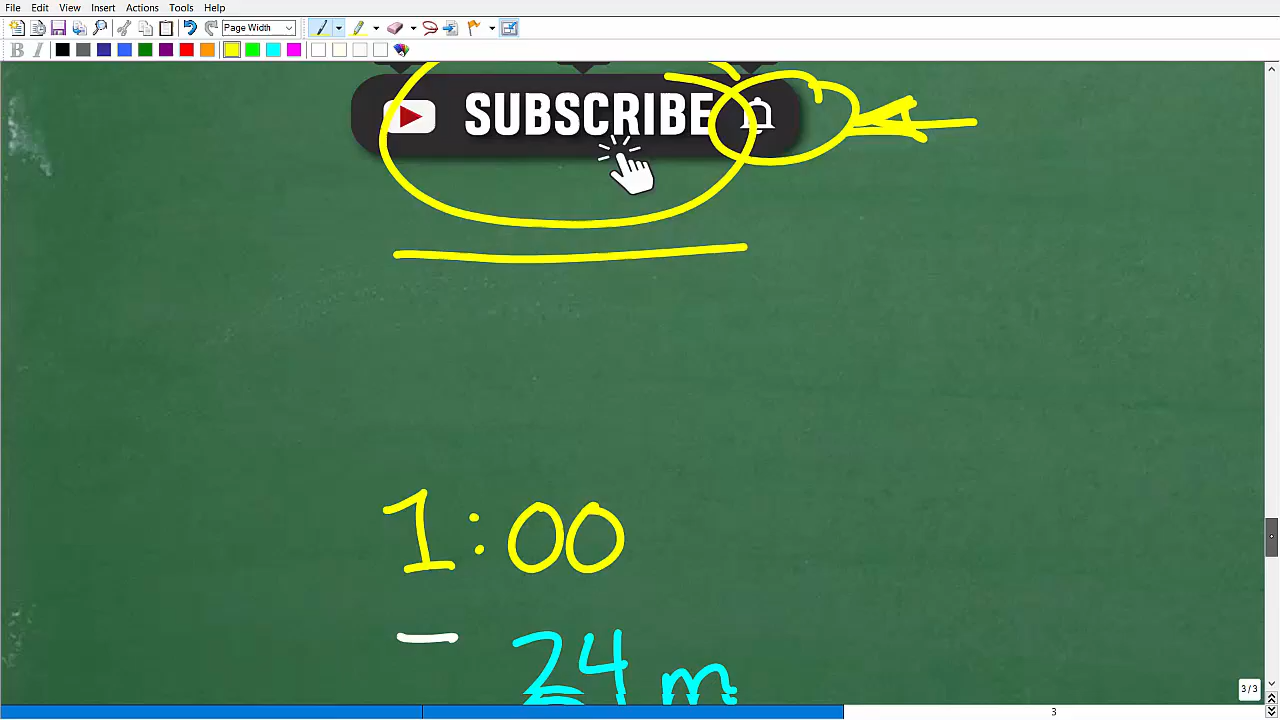 File Edit View Insert Actions Tools Help
Page Width
B I
SUBSCRIBE
1:00
— 24 m
3/3
3